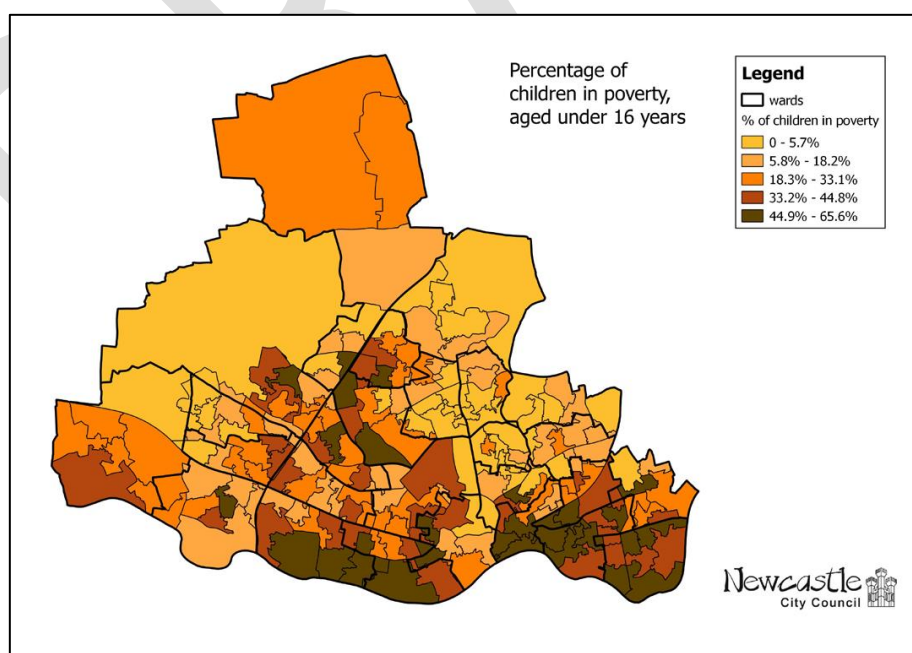 Percentage of
children in poverty,
aged under 16 years
Legend
wards
% of children in poverty
0 - 5.7%
5.8% - 18.2%
18.3% - 33.1%
33.2% - 44.8%
44.9% - 65.6%
Newcastle
City Council